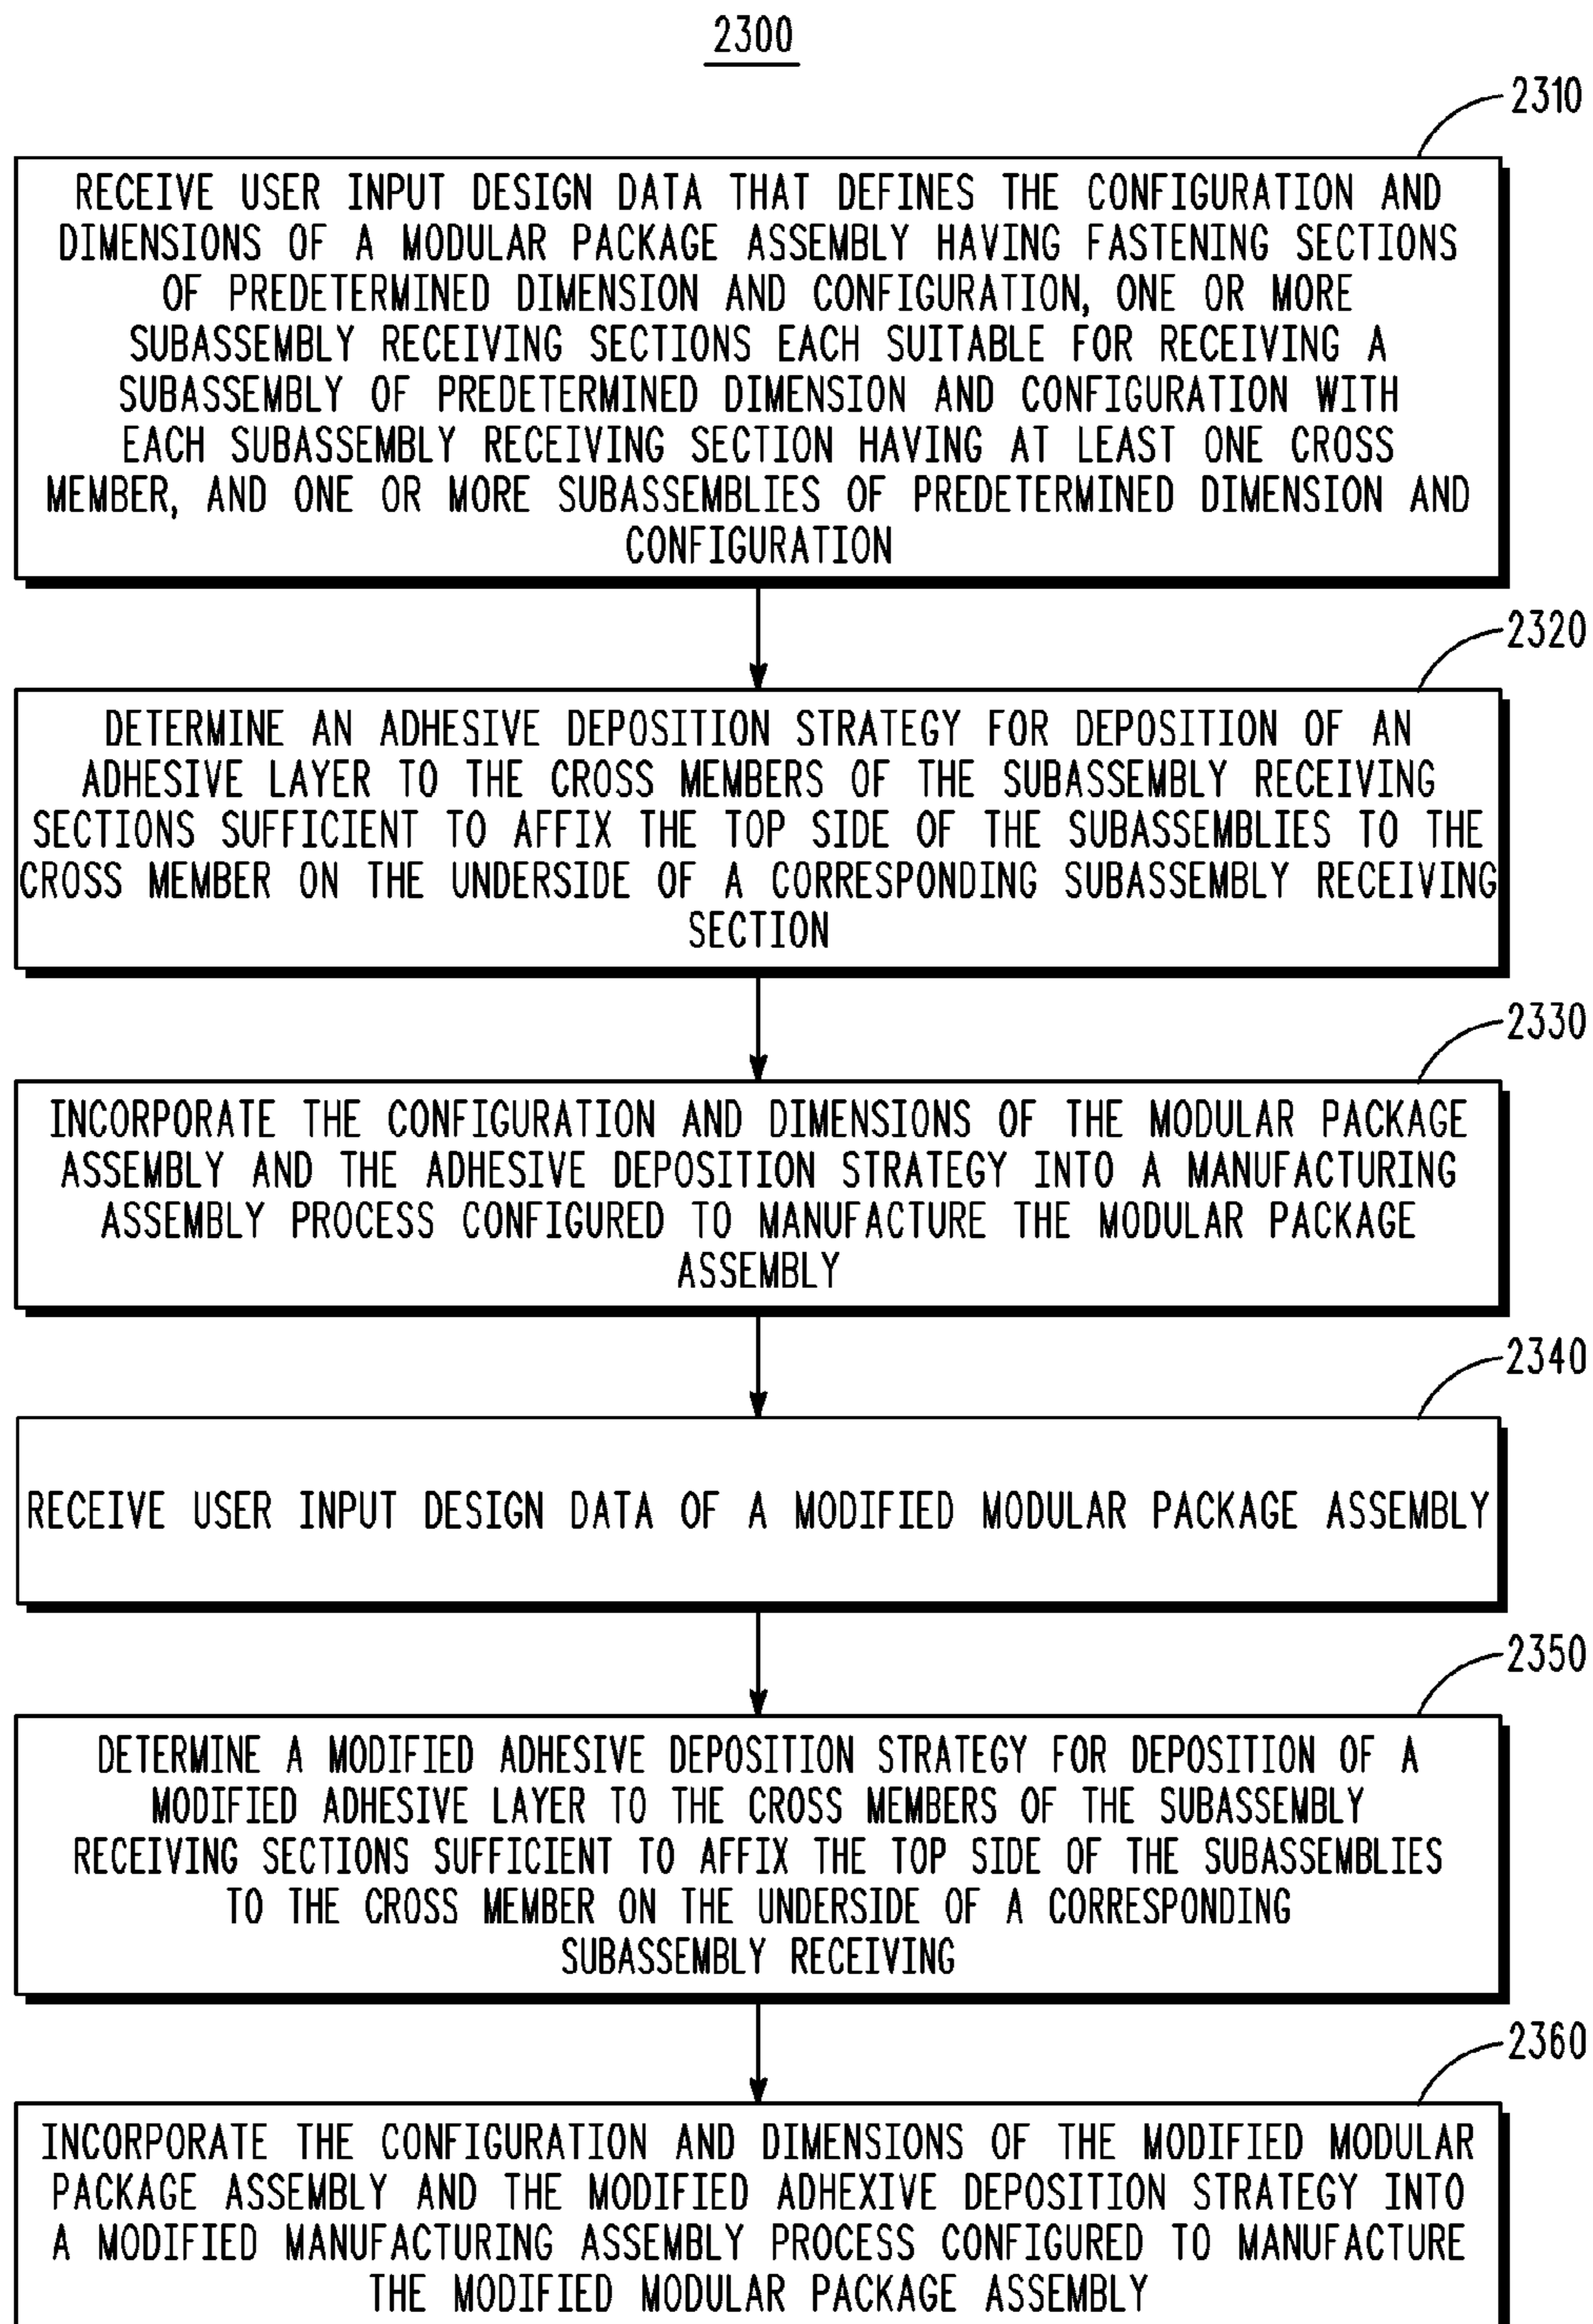 2300
2310
RECEIVE USER INPUT DESIGN DATA THAT DEFINES THE CONFIGURATION AND
DIMENSIONS OF A MODULAR PACKAGE ASSEMBLY HAVING FASTENING SECTIONS
OF PREDETERMINED DIMENSION AND CONFIGURATION, ONE OR MORE
SUBASSEMBLY RECEIVING SECTIONS EACH SUITABLE FOR RECEIVING A
SUBASSEMBLY OF PREDETERMINED DIMENSION AND CONFIGURATION WITH
EACH SUBASSEMBLY RECEIVING SECTION HAVING AT LEAST ONE CROSS
MEMBER, AND ONE OR MORE SUBASSEMBLIES OF PREDETERMINED DIMENSION AND
CONFIGURATION
2320
DETERMINE AN ADHESIVE DEPOSITION STRATEGY FOR DEPOSITION OF AN
ADHESIVE LAYER TO THE CROSS MEMBERS OF THE SUBASSEMBLY RECEIVING
SECTIONS SUFFICIENT TO AFFIX THE TOP SIDE OF THE SUBASSEMBLIES TO THE
CROSS MEMBER ON THE UNDERSIDE OF A CORRESPONDING SUBASSEMBLY RECEIVING
SECTION
2330
INCORPORATE THE CONFIGURATION AND DIMENSIONS OF THE MODULAR PACKAGE
ASSEMBLY AND THE ADHESIVE DEPOSITION STRATEGY INTO A MANUFACTURING
ASSEMBLY PROCESS CONFIGURED TO MANUFACTURE THE MODULAR PACKAGE
ASSEMBLY
2340
RECEIVE USER INPUT DESIGN DATA OF A MODIFIED MODULAR PACKAGE ASSEMBLY
2350
DETERMINE A MODIFIED ADHESIVE DEPOSITION STRATEGY FOR DEPOSITION OF A
MODIFIED ADHESIVE LAYER TO THE CROSS MEMBERS OF THE SUBASSEMBLY
RECEIVING SECTIONS SUFFICIENT TO AFFIX THE TOP SIDE OF THE SUBASSEMBLIES
TO THE CROSS MEMBER ON THE UNDERSIDE OF A CORRESPONDING
SUBASSEMBLY RECEIVING
2360
INCORPORATE THE CONFIGURATION AND DIMENSIONS OF THE MODIFIED MODULAR
PACKAGE ASSEMBLY AND THE MODIFIED ADHEXIVE DEPOSITION STRATEGY INTO
A MODIFIED MANUFACTURING ASSEMBLY PROCESS CONFIGURED TO MANUFACTURE
THE MODIFIED MODULAR PACKAGE ASSEMBLY